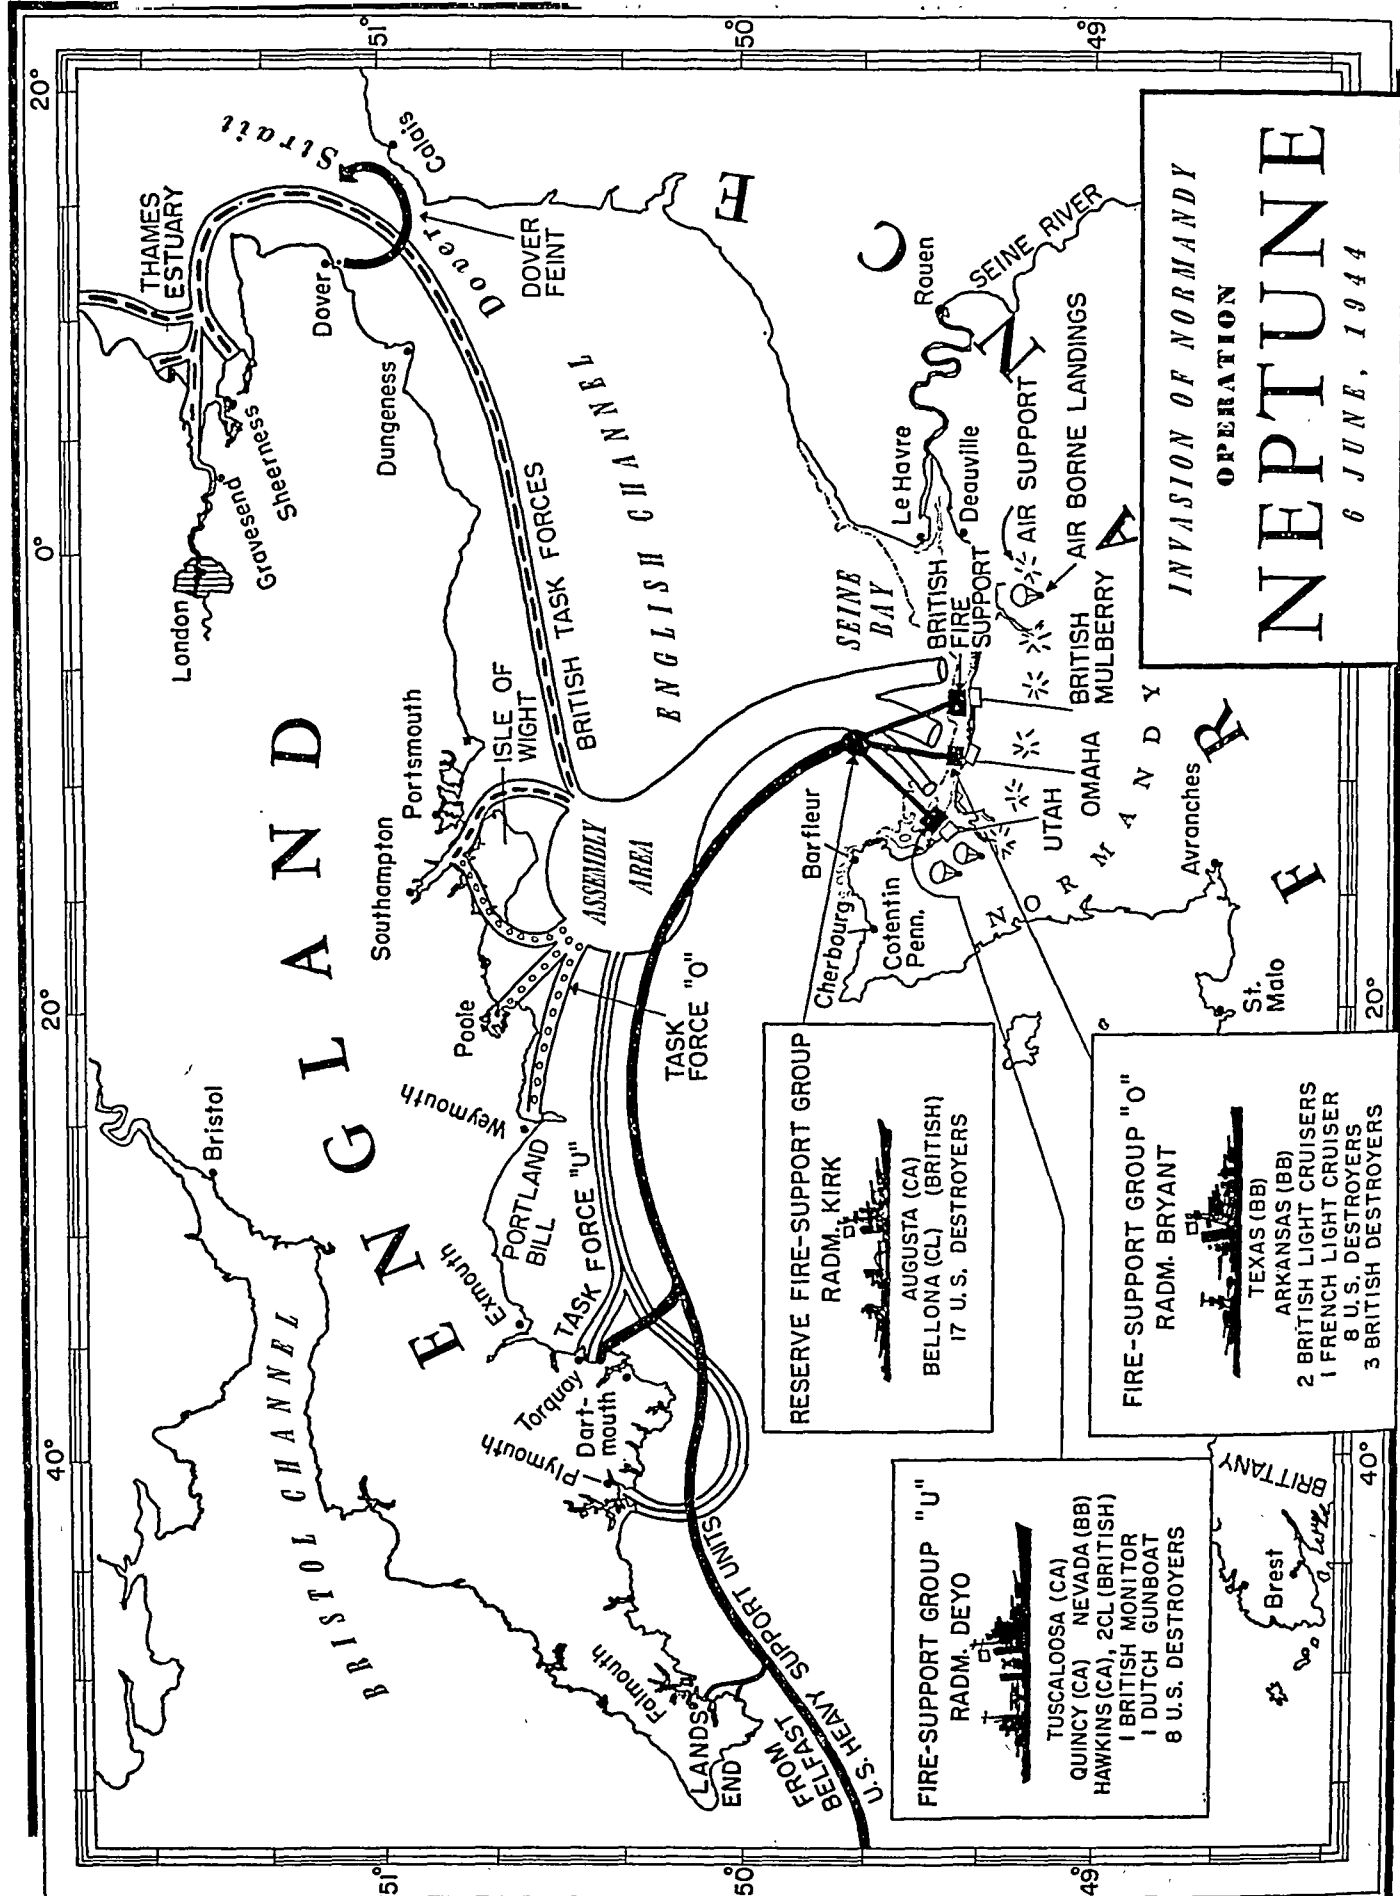 INVASION OF NORMANDY
OPERATION
NEPTUNE
6 JUNE, 1944
40°
20°
0°
20°
51°
50
49
51°
50
49°
40°
20°
ENGLAND
BRISTOL CHANNEL
Bristol
London
Gravesend
Sheerness
THAMES
ESTUARY
Dover
Dover Strait
Calais
DOVER
FEINT
Dungeness
ENGLISH CHANNEL
BRITISH TASK FORCES
Portsmouth
ISLE OF
WIGHT
Southampton
Poole
Weymouth
PORTLAND
BILL
Exmouth
Torquay
Dart-
mouth
Plymouth
Falmouth
LANDS
END
FROM
BELFAST
U.S. HEAVY SUPPORT UNITS
TASK FORCE "U"
TASK
FORCE "O"
ASSEMBLY
AREA
SEINE
BAY
BRITISH
FIRE
SUPPORT
Le Havre
Deauville
Rouen
SEINE RIVER
AIR SUPPORT
AIR BORNE LANDINGS
BRITISH
MULBERRY
OMAHA
UTAH
Barfleur
Cherbourg
Cotentin
Penn.
NORMANDY
Avranches
St.
Malo
FRANCE
BRITTANY
Brest
RESERVE FIRE-SUPPORT GROUP
RADM. KIRK
AUGUSTA (CA)
BELLONA (CL) (BRITISH)
17 U.S. DESTROYERS
FIRE-SUPPORT GROUP "U"
RADM. DEYO
TUSCALOOSA (CA)
QUINCY (CA) NEVADA (BB)
HAWKINS (CA), 2CL (BRITISH)
1 BRITISH MONITOR
1 DUTCH GUNBOAT
8 U.S. DESTROYERS
FIRE-SUPPORT GROUP "O"
RADM. BRYANT
TEXAS (BB)
ARKANSAS (BB)
2 BRITISH LIGHT CRUISERS
1 FRENCH LIGHT CRUISER
8 U.S. DESTROYERS
3 BRITISH DESTROYERS